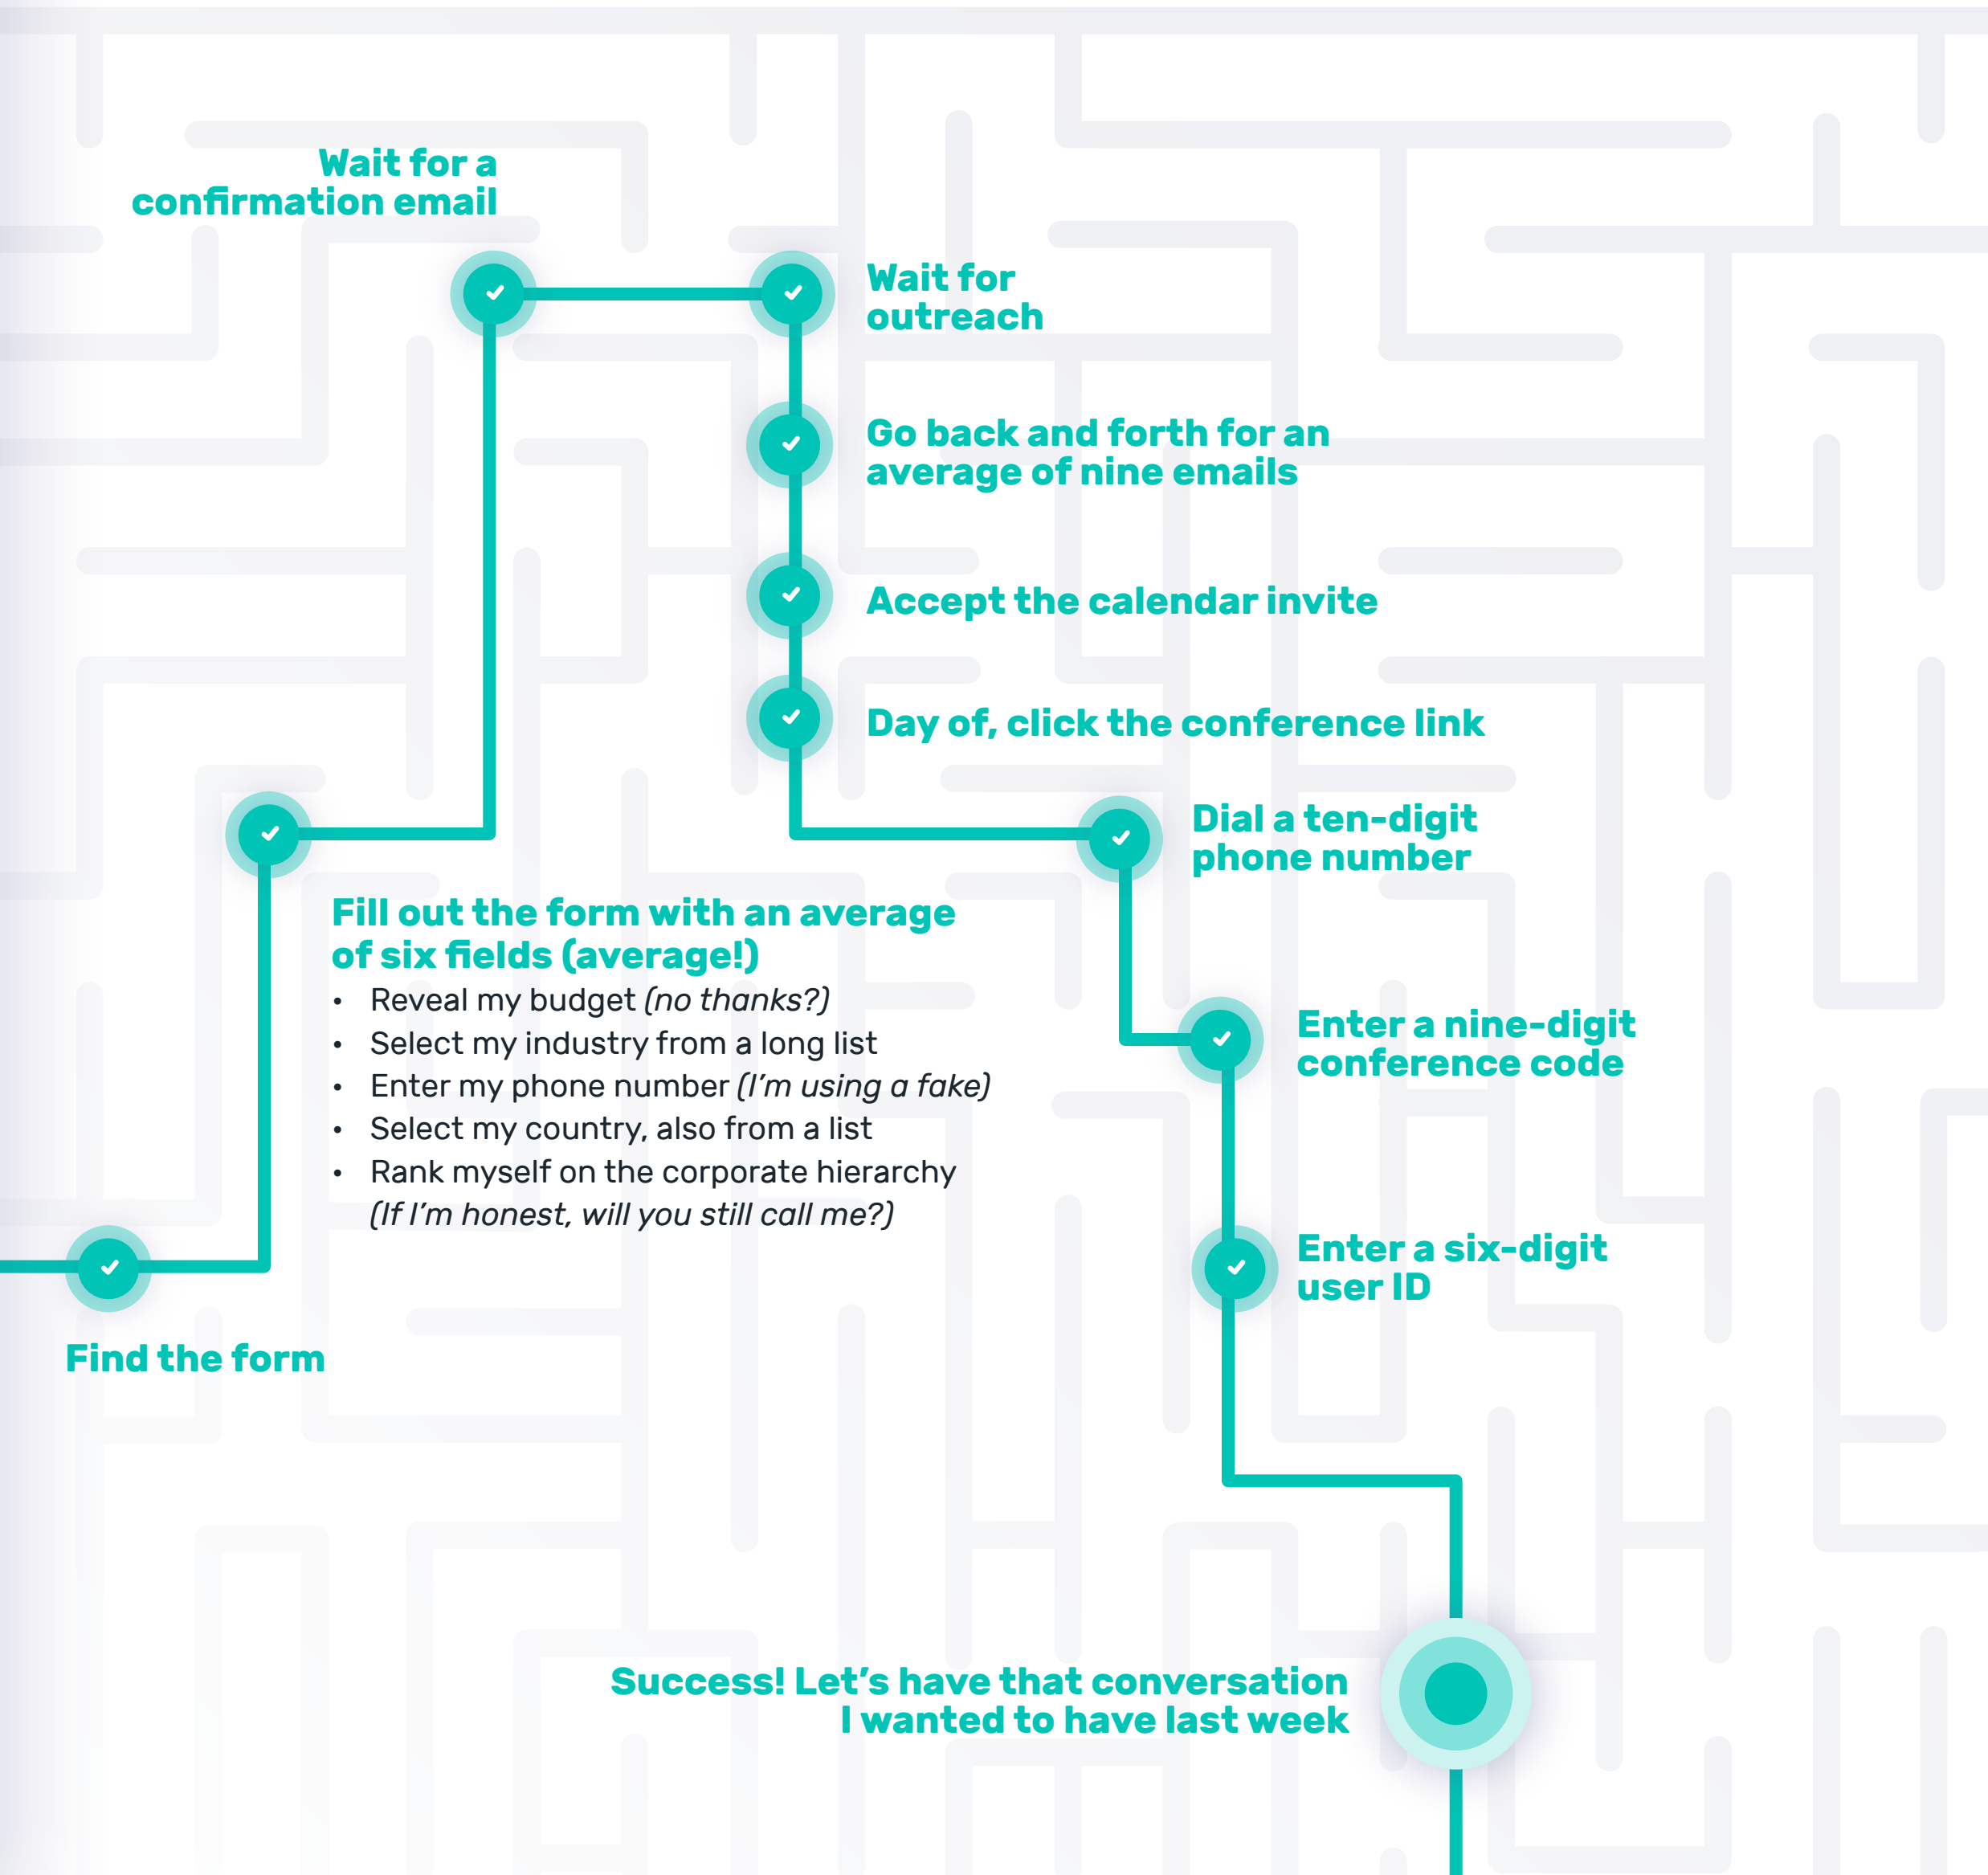 Wait for a
confirmation email
Wait for
outreach
Go back and forth for an
average of nine emails
Accept the calendar invite
Day of, click the conference link
Dial a ten-digit
phone number
Fill out the form with an average
of six fields (average!)
• Reveal my budget (no thanks?)
• Select my industry from a long list
• Enter my phone number (I'm using a fake)
• Select my country, also from a list
• Rank myself on the corporate hierarchy
(If I'm honest, will you still call me?)
Enter a nine-digit
conference code
Enter a six-digit
user ID
Find the form
Success! Let's have that conversation
I wanted to have last week